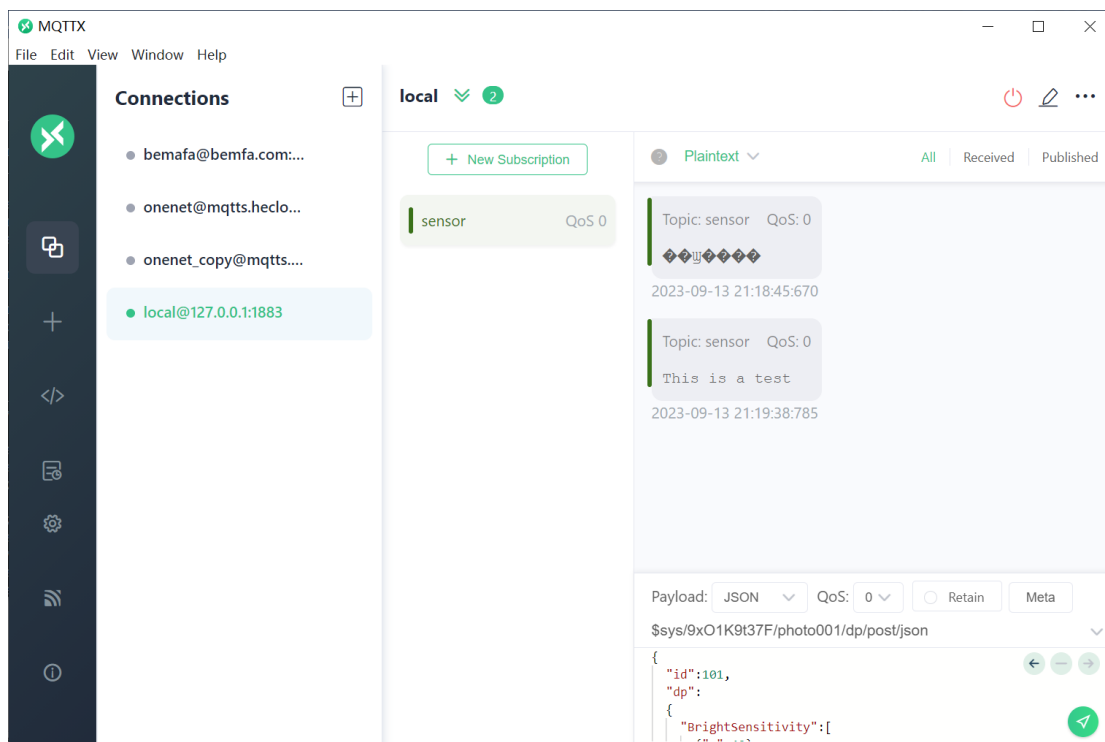 MQTTX
File Edit View Window Help
Connections
bemafa@bemfa.com:...
onenet@mqtts.heclo...
onenet_copy@mqtts....
local@127.0.0.1:1883
local 2
+ New Subscription
sensor QoS 0
Plaintext
All Received Published
Topic: sensor QoS: 0
��ɰ����
2023-09-13 21:18:45:670
Topic: sensor QoS: 0
This is a test
2023-09-13 21:19:38:785
Payload: JSON QoS: 0 Retain Meta
$sys/9xO1K9t37F/photo001/dp/post/json
{
"id":101,
"dp":
{
"BrightSensitivity":[